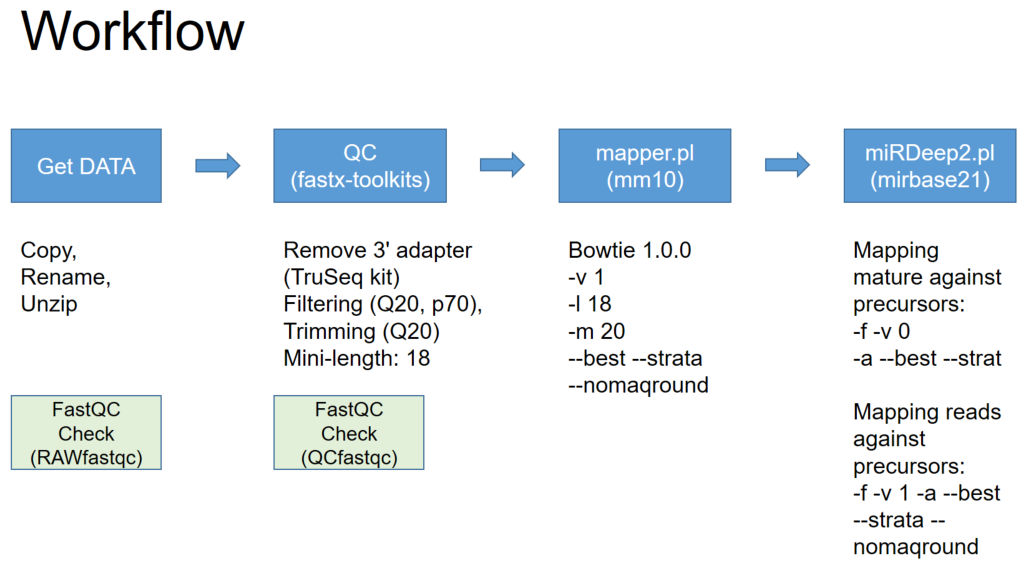 Workflow
Get DATA
QC
(fastx-toolkits)
mapper.pl
(mm10)
miRDeep2.pl
(mirbase21)
Copy,
Rename,
Unzip
Remove 3' adapter
(TruSeq kit)
Filtering (Q20, p70),
Trimming (Q20)
Mini-length: 18
Bowtie 1.0.0
-v 1
-l 18
-m 20
--best --strata
--nomaqround
Mapping
mature against
precursors:
-f -v 0
-a --best --strat
Mapping reads
against
precursors:
-f -v 1 -a --best
--strata --
nomaqround
FastQC
Check
(RAWfastqc)
FastQC
Check
(QCfastqc)